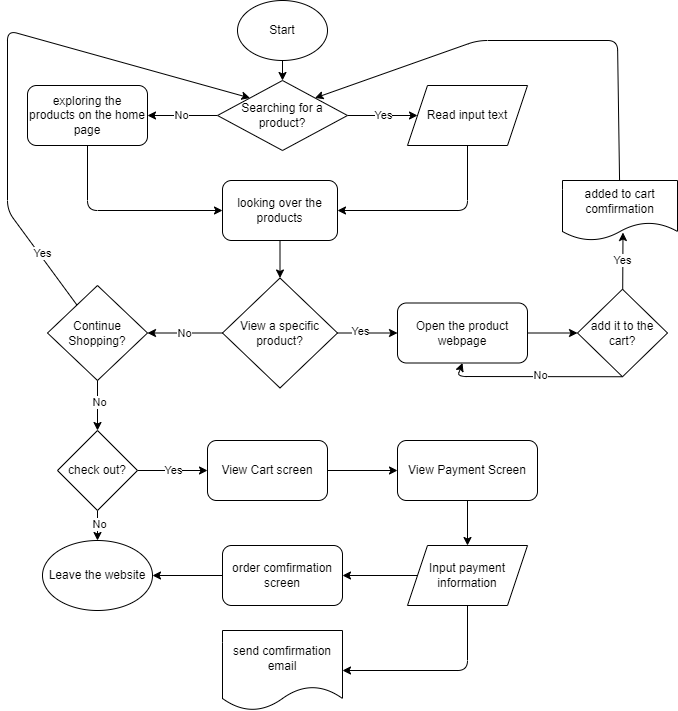 Start
Searching for a
product?
No
Yes
exploring the
products on the home
page
Read input text
looking over the
products
added to cart
comfirmation
Yes
Yes
Continue
Shopping?
No
View a specific
product?
Yes
Open the product
webpage
add it to the
cart?
No
No
check out?
Yes
View Cart screen
View Payment Screen
No
Leave the website
order comfirmation
screen
Input payment
information
send comfirmation
email